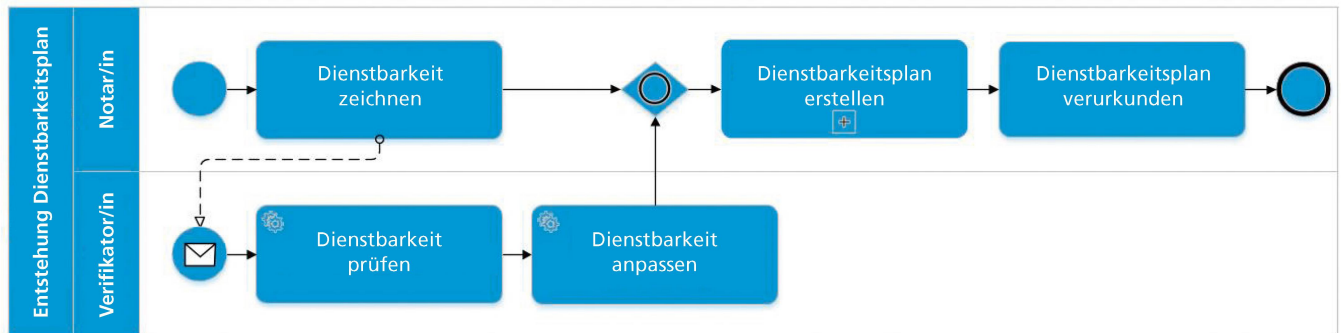 Entstehung Dienstbarkeitsplan
Notar/in
Dienstbarkeit
zeichnen
Dienstbarkeitsplan
erstellen
Dienstbarkeitsplan
verurkunden
Verifikator/in
Dienstbarkeit
prüfen
Dienstbarkeit
anpassen